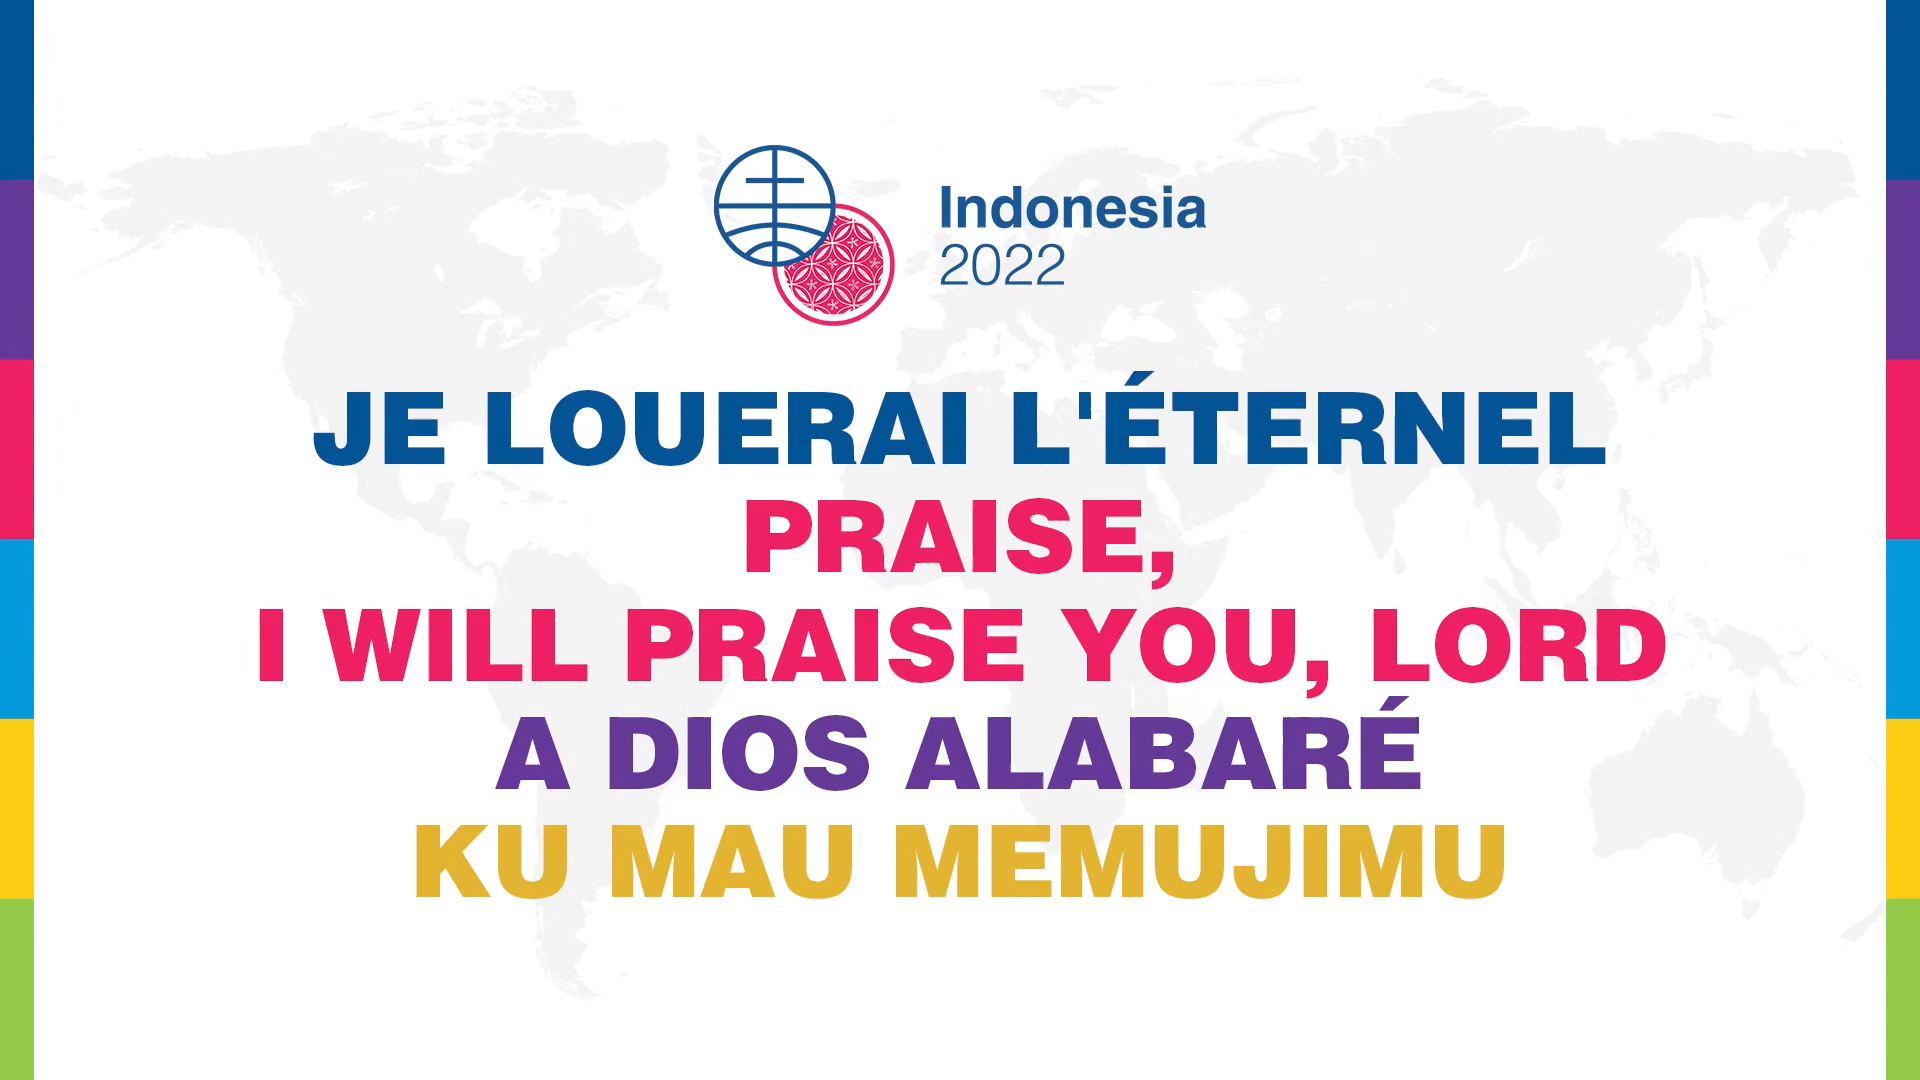 Indonesia
2022
JE LOUERAI L'ÉTERNEL
PRAISE,
I WILL PRAISE YOU, LORD
A DIOS ALABARÉ
KU MAU MEMUJIMU